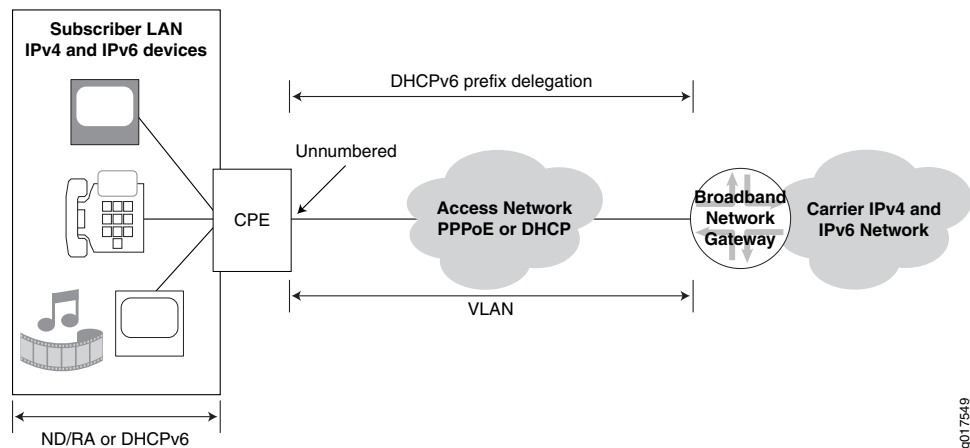 Subscriber LAN
IPv4 and IPv6 devices
DHCPv6 prefix delegation
Unnumbered
CPE
Access Network
PPPoE or DHCP
Broadband
Network
Gateway
Carrier IPv4 and
IPv6 Network
VLAN
ND/RA or DHCPv6
g017549